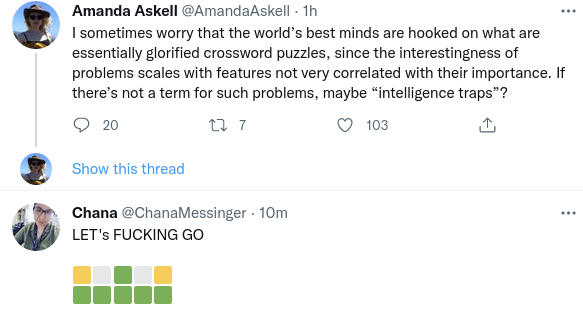 Amanda Askell @AmandaAskell · 1h
I sometimes worry that the world’s best minds are hooked on what are
essentially glorified crossword puzzles, since the interestingness of
problems scales with features not very correlated with their importance. If
there’s not a term for such problems, maybe “intelligence traps”?
20 7 103
Show this thread
Chana @ChanaMessinger · 10m
LET's FUCKING GO